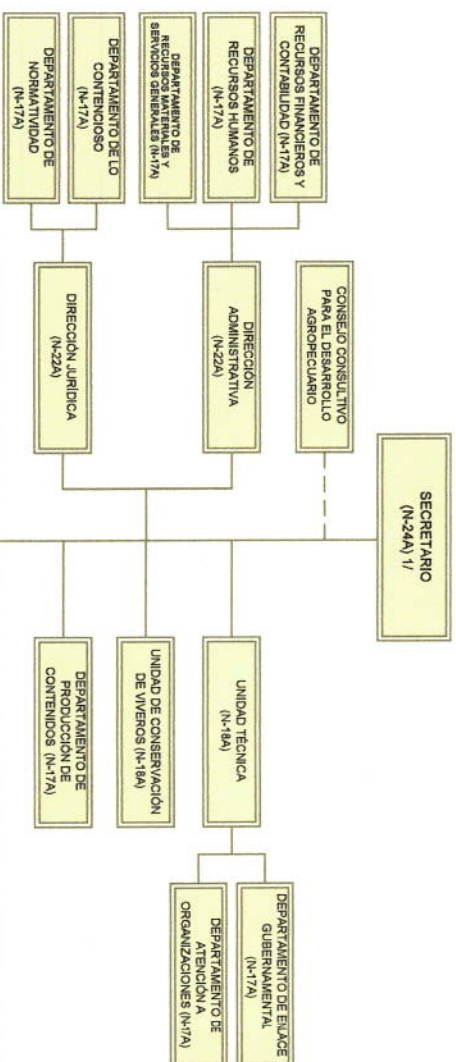 SECRETARIO
(N-24A) 1/
CONSEJO CONSULTIVO
PARA EL DESARROLLO
AGROPECUARIO
DIRECCIÓN
ADMINISTRATIVA
(N-22A)
DEPARTAMENTO DE
RECURSOS FINANCIEROS Y
CONTABILIDAD (N-17A)
DEPARTAMENTO DE
RECURSOS HUMANOS
(N-17A)
DEPARTAMENTO DE
RECURSOS MATERIALES Y
SERVICIOS GENERALES (N-17A)
DIRECCIÓN JURÍDICA
(N-22A)
DEPARTAMENTO DE LO
CONTENCIOSO
(N-17A)
DEPARTAMENTO DE
NORMATIVIDAD
(N-17A)
UNIDAD TÉCNICA
(N-18A)
DEPARTAMENTO DE ENLACE
GUBERNAMENTAL
(N-17A)
DEPARTAMENTO DE
ATENCIÓN A
ORGANIZACIONES (N-17A)
UNIDAD DE CONSERVACIÓN
DE VIVEROS (N-18A)
DEPARTAMENTO DE
PRODUCCIÓN DE
CONTENIDOS (N-17A)